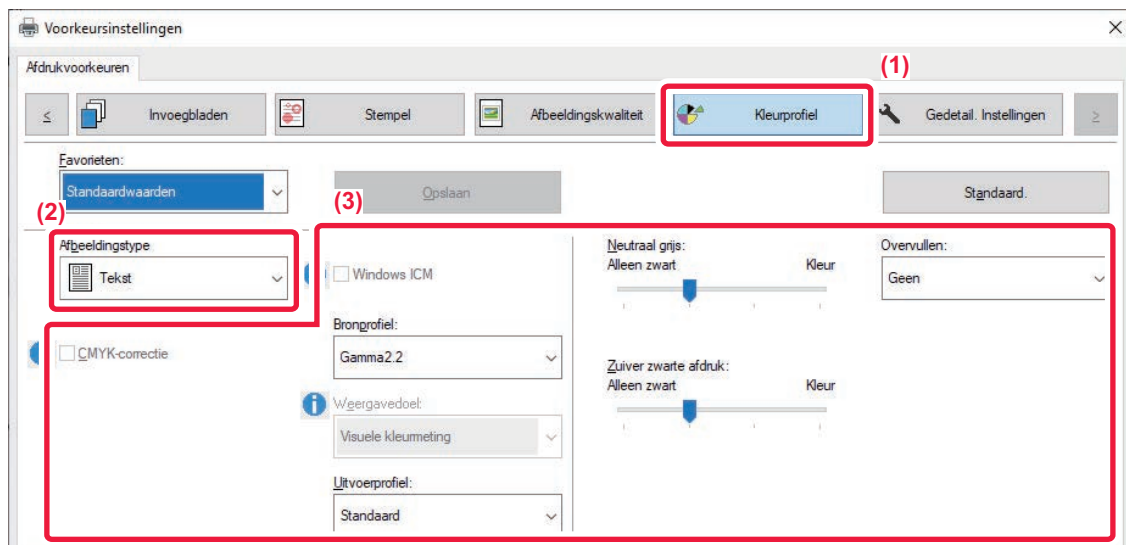 Voorkeursinstellingen
Afdrukvoorkeuren
(1)
<
Invoegbladen
Stempel
Afbeeldingskwaliteit
Kleurprofiel
Gedetail. Instellingen
>
Favorieten:
Standaardwaarden
Opslaan
Standaard.
(2)
(3)
Afbeeldingstype
Tekst
CMYK-correctie
Windows ICM
Bronprofiel:
Gamma2.2
Weergavedoel:
Visuele kleurmeting
Uitvoerprofiel:
Standaard
Neutraal grijs:
Alleen zwart Kleur
Zuiver zwarte afdruk:
Alleen zwart Kleur
Overvullen:
Geen